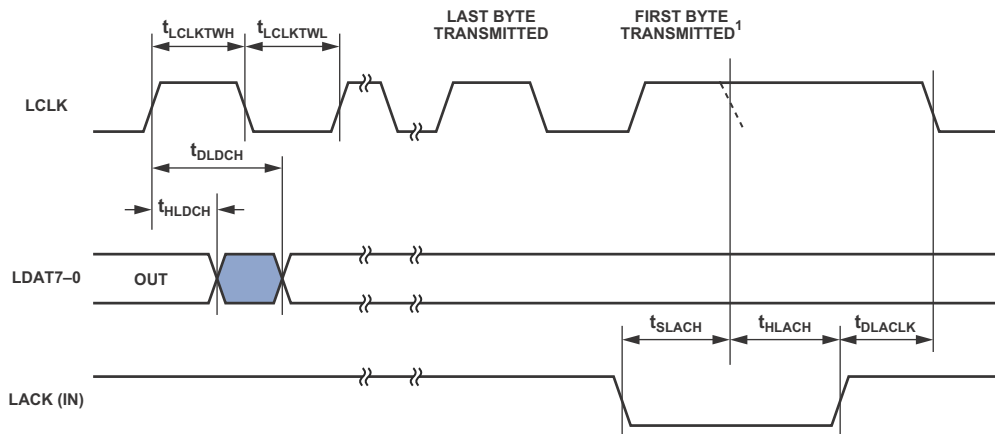 tLCLKTWH
tLCLKTWL
LAST BYTE
TRANSMITTED
FIRST BYTE
TRANSMITTED1
LCLK
tDLDCH
tHLDCH
LDAT7–0
OUT
tSLACH
tHLACH
tDLACLK
LACK (IN)